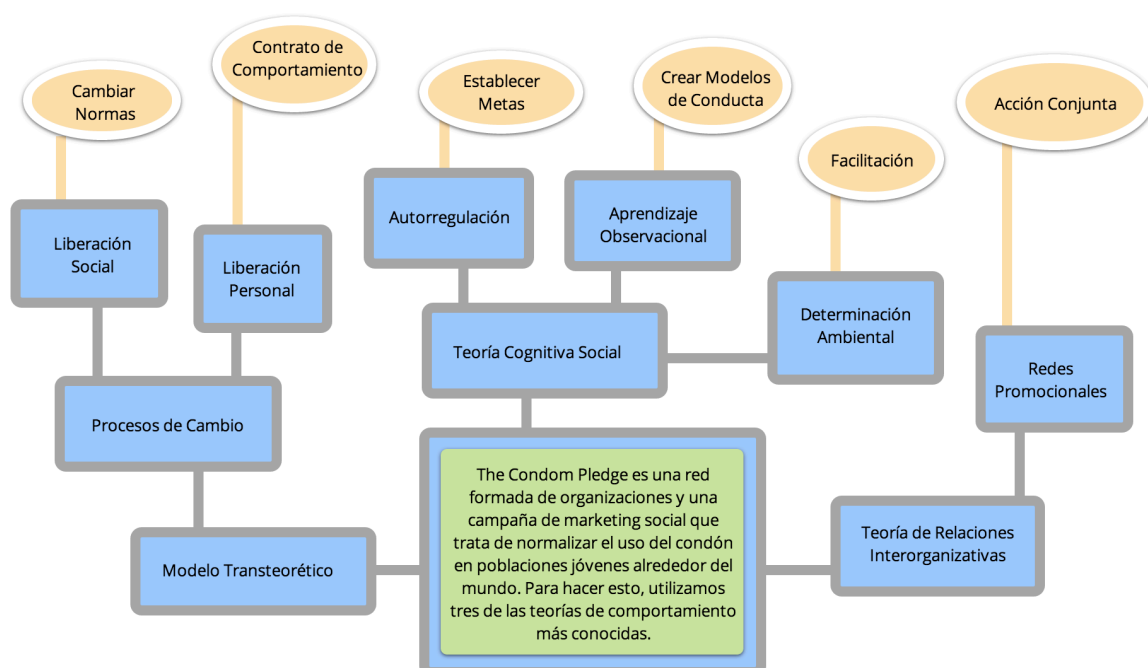 Cambiar
Normas
Contrato de
Comportamiento
Establecer
Metas
Crear Modelos
de Conducta
Facilitación
Acción Conjunta
Liberación
Social
Liberación
Personal
Autorregulación
Aprendizaje
Observacional
Determinación
Ambiental
Redes
Promocionales
Procesos de Cambio
Teoría Cognitiva Social
Modelo Transteorético
The Condom Pledge es una red
formada de organizaciones y una
campaña de marketing social que
trata de normalizar el uso del condón
en poblaciones jóvenes alrededor del
mundo. Para hacer esto, utilizamos
tres de las teorías de comportamiento
más conocidas.
Teoría de Relaciones
Interorganizativas